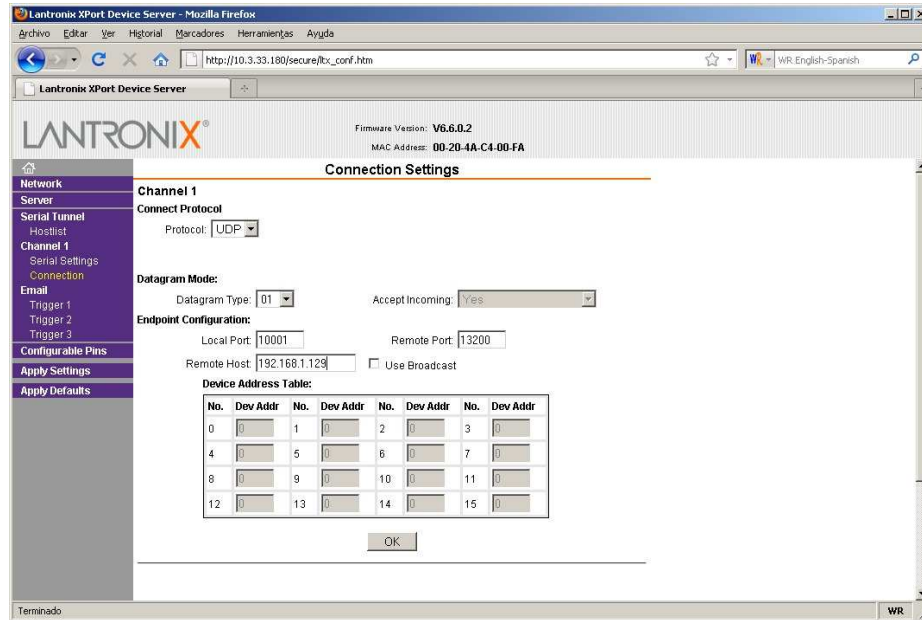 Lantronix XPort Device Server - Mozilla Firefox
Archivo Editar Ver Historial Marcadores Herramientas Ayuda
http://10.3.33.180/secure/ltx_conf.htm
WR English-Spanish
Lantronix XPort Device Server
LANTRONIX®
Firmware Version: V6.6.0.2
MAC Address: 00-20-4A-C4-00-FA
Connection Settings
Network
Server
Serial Tunnel
Hostlist
Channel 1
Serial Settings
Connection
Email
Trigger 1
Trigger 2
Trigger 3
Configurable Pins
Apply Settings
Apply Defaults
Channel 1
Connect Protocol
Protocol: UDP
Datagram Mode:
Datagram Type: 01 Accept Incoming: Yes
Endpoint Configuration:
Local Port: 10001 Remote Port: 13200
Remote Host: 192.168.1.129 Use Broadcast
Device Address Table:
No. Dev Addr No. Dev Addr No. Dev Addr No. Dev Addr
0 0 1 0 2 0 3 0
4 0 5 0 6 0 7 0
8 0 9 0 10 0 11 0
12 0 13 0 14 0 15 0
OK
Terminado
WR